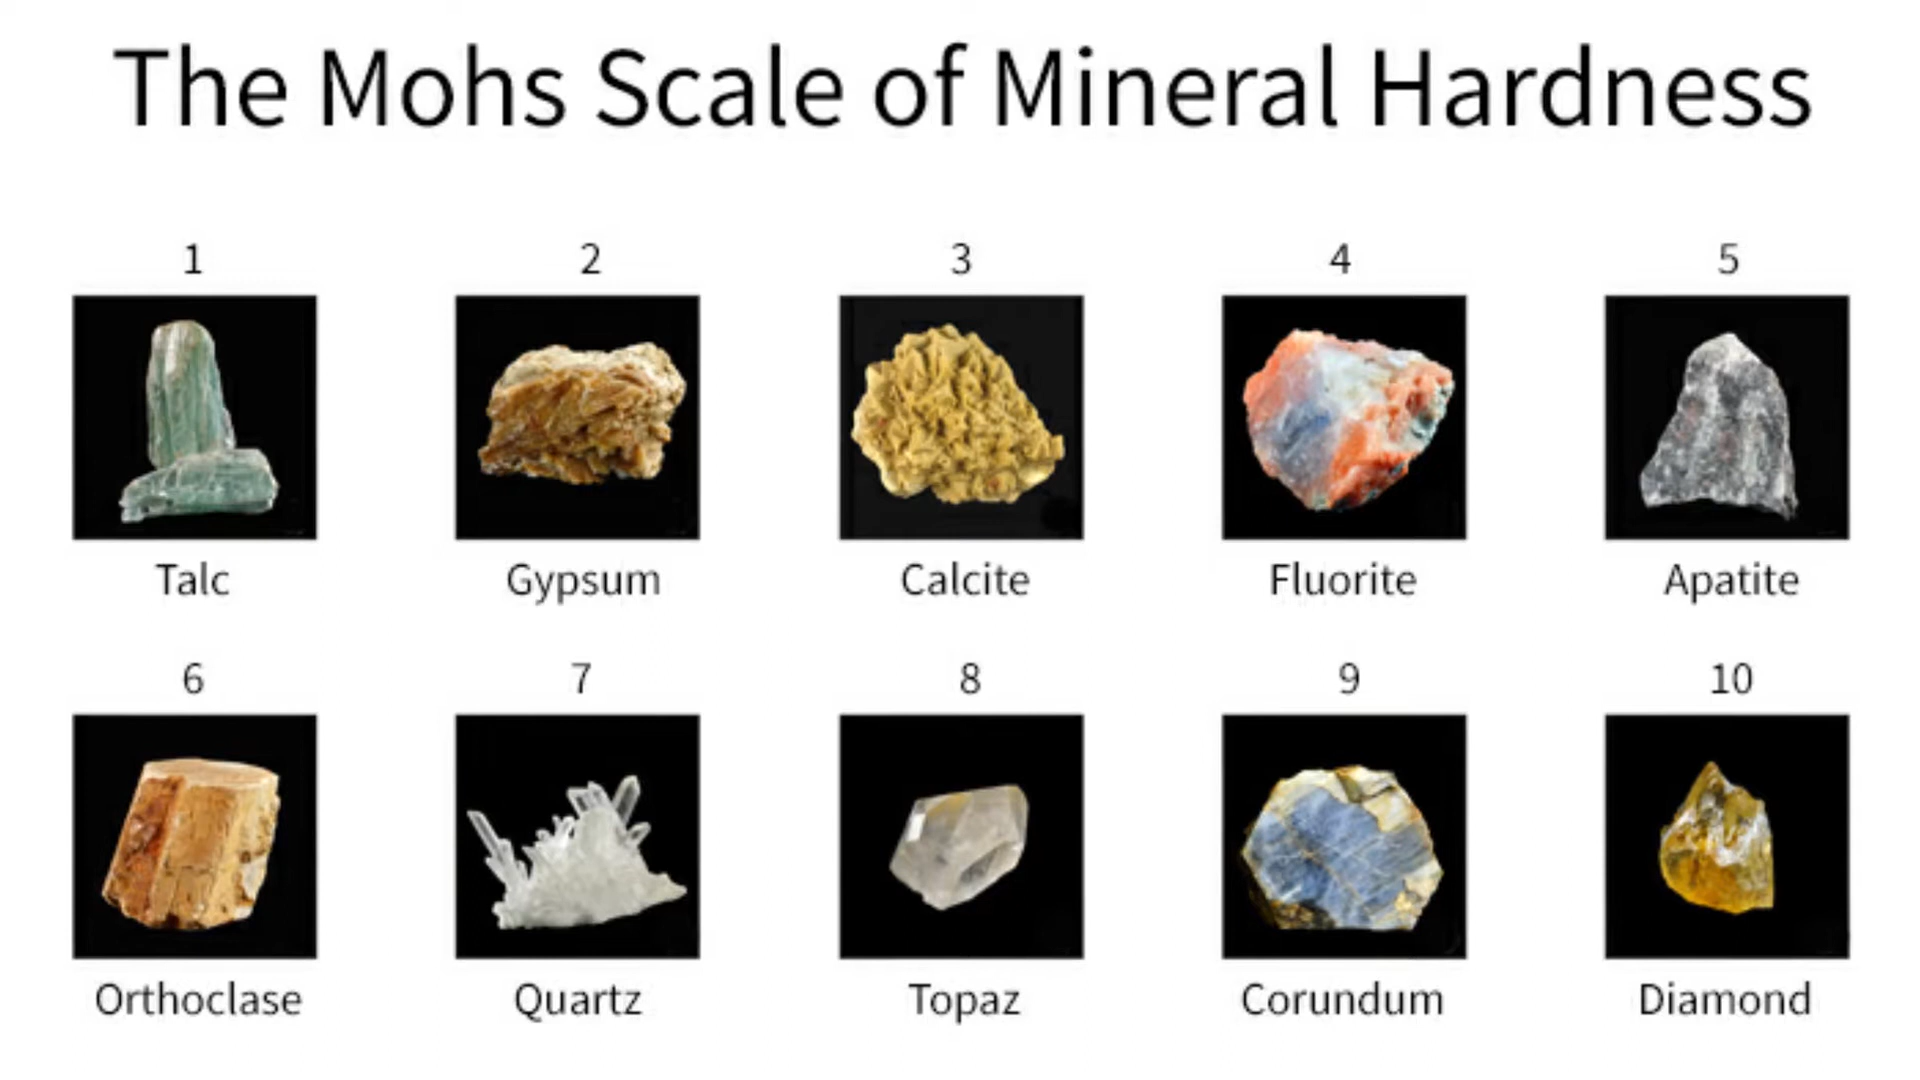 The Mohs Scale of Mineral Hardness
1 2 3 4 5
Talc Gypsum Calcite Fluorite Apatite
6 7 8 9 10
Orthoclase Quartz Topaz Corundum Diamond